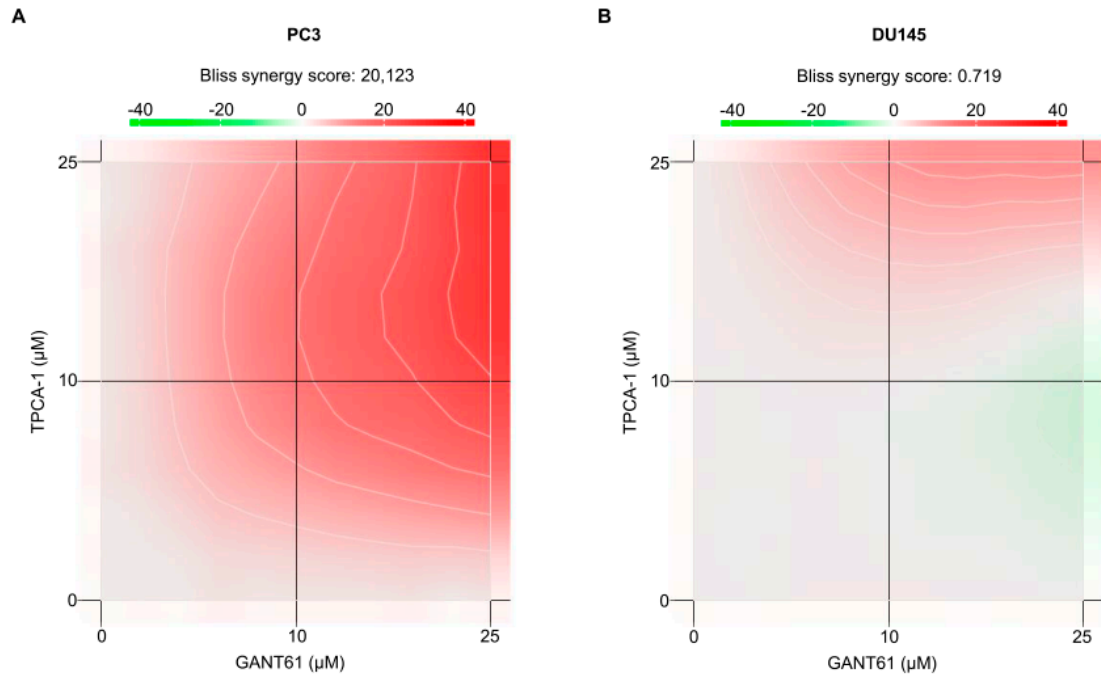 A
PC3
Bliss synergy score: 20,123
-40 -20 0 20 40
25
10
0
TPCA-1 (µM)
0 10 25
GANT61 (µM)
B
DU145
Bliss synergy score: 0.719
-40 -20 0 20 40
25
10
0
TPCA-1 (µM)
0 10 25
GANT61 (µM)